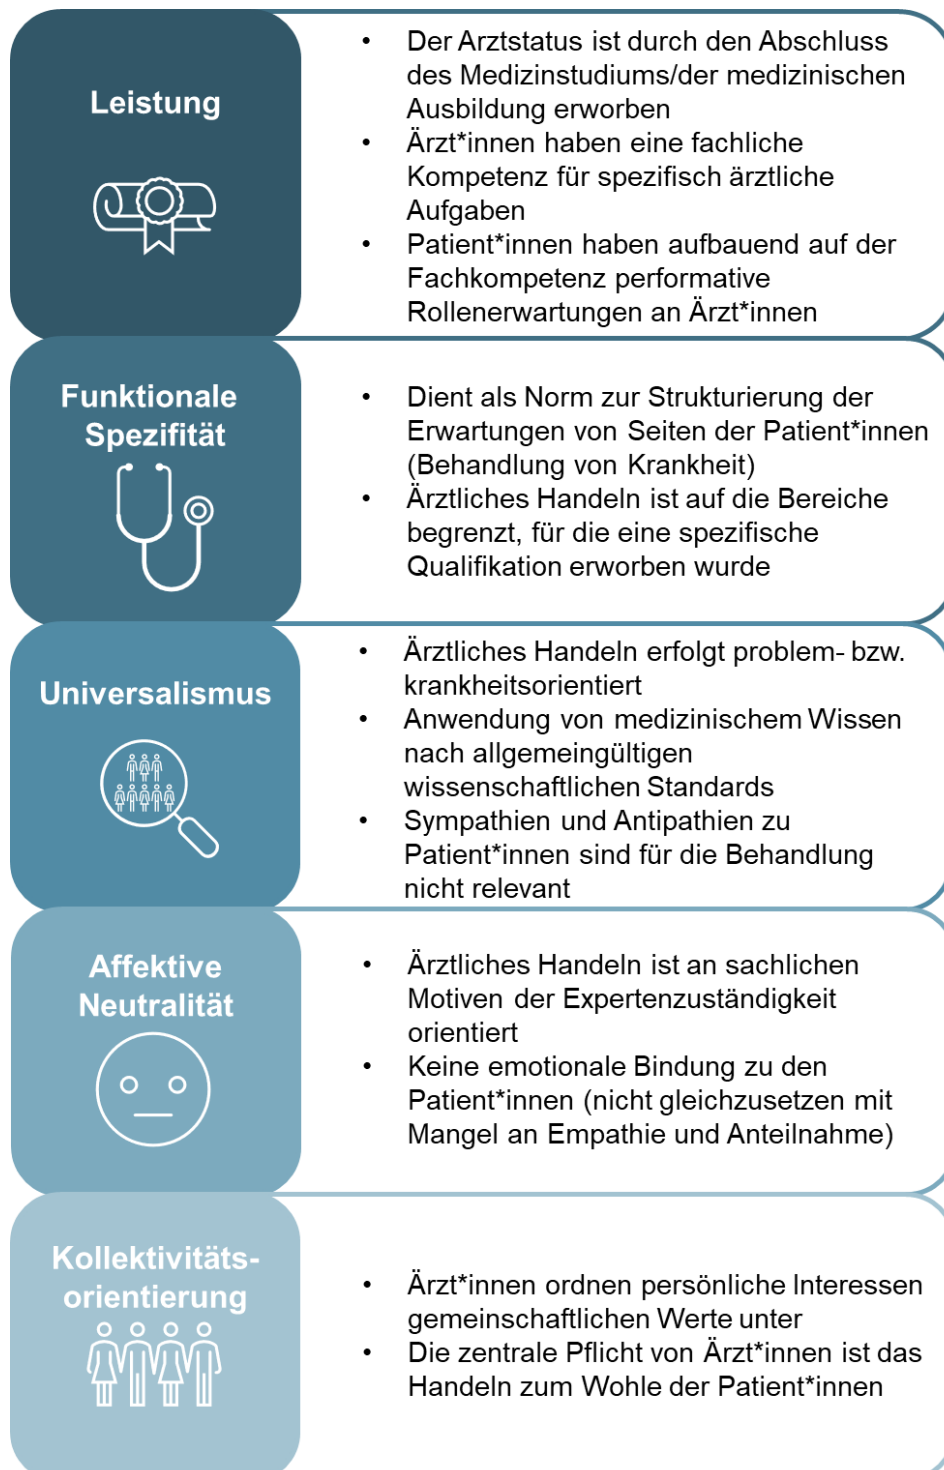 Leistung
• Der Arztstatus ist durch den Abschluss
des Medizinstudiums/der medizinischen
Ausbildung erworben
• Ärzt*innen haben eine fachliche
Kompetenz für spezifisch ärztliche
Aufgaben
• Patient*innen haben aufbauend auf der
Fachkompetenz performative
Rollenerwartungen an Ärzt*innen
Funktionale
Spezifität
• Dient als Norm zur Strukturierung der
Erwartungen von Seiten der Patient*innen
(Behandlung von Krankheit)
• Ärztliches Handeln ist auf die Bereiche
begrenzt, für die eine spezifische
Qualifikation erworben wurde
Universalismus
• Ärztliches Handeln erfolgt problem- bzw.
krankheitsorientiert
• Anwendung von medizinischem Wissen
nach allgemeingültigen
wissenschaftlichen Standards
• Sympathien und Antipathien zu
Patient*innen sind für die Behandlung
nicht relevant
Affektive
Neutralität
• Ärztliches Handeln ist an sachlichen
Motiven der Expertenzuständigkeit
orientiert
• Keine emotionale Bindung zu den
Patient*innen (nicht gleichzusetzen mit
Mangel an Empathie und Anteilnahme)
Kollektivitäts-
orientierung
• Ärzt*innen ordnen persönliche Interessen
gemeinschaftlichen Werte unter
• Die zentrale Pflicht von Ärzt*innen ist das
Handeln zum Wohle der Patient*innen